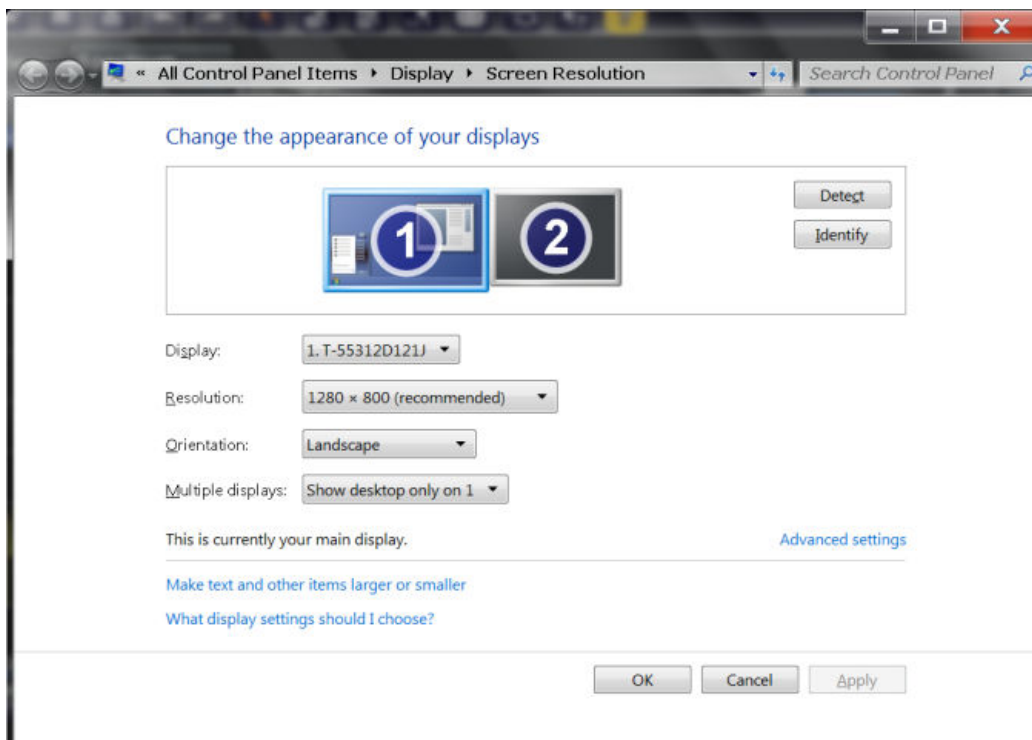 « All Control Panel Items ▸ Display ▸ Screen Resolution Search Control Panel
Change the appearance of your displays
1 2
Detect
Identify
Display: 1. T-55312D121J
Resolution: 1280 × 800 (recommended)
Orientation: Landscape
Multiple displays: Show desktop only on 1
This is currently your main display. Advanced settings
Make text and other items larger or smaller
What display settings should I choose?
OK Cancel Apply